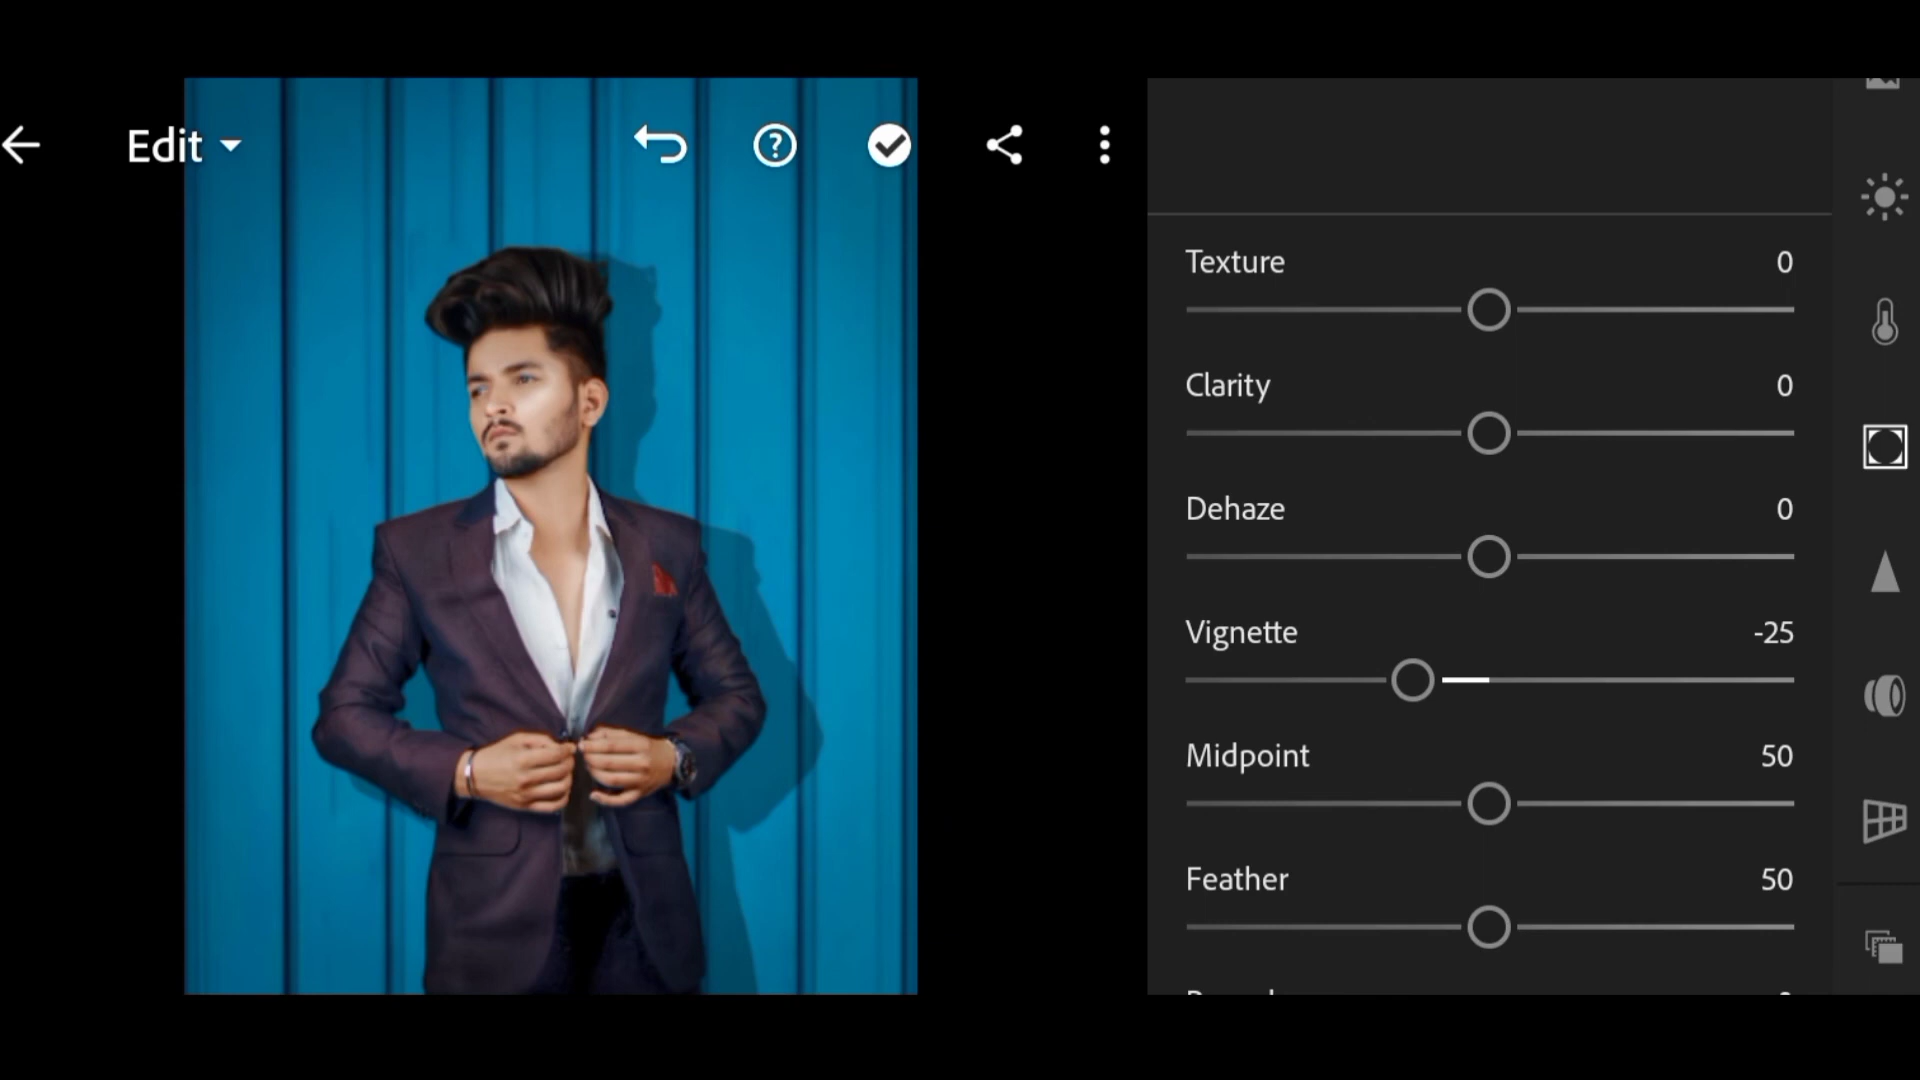 Edit
Texture 0
Clarity 0
Dehaze 0
Vignette -25
Midpoint 50
Feather 50